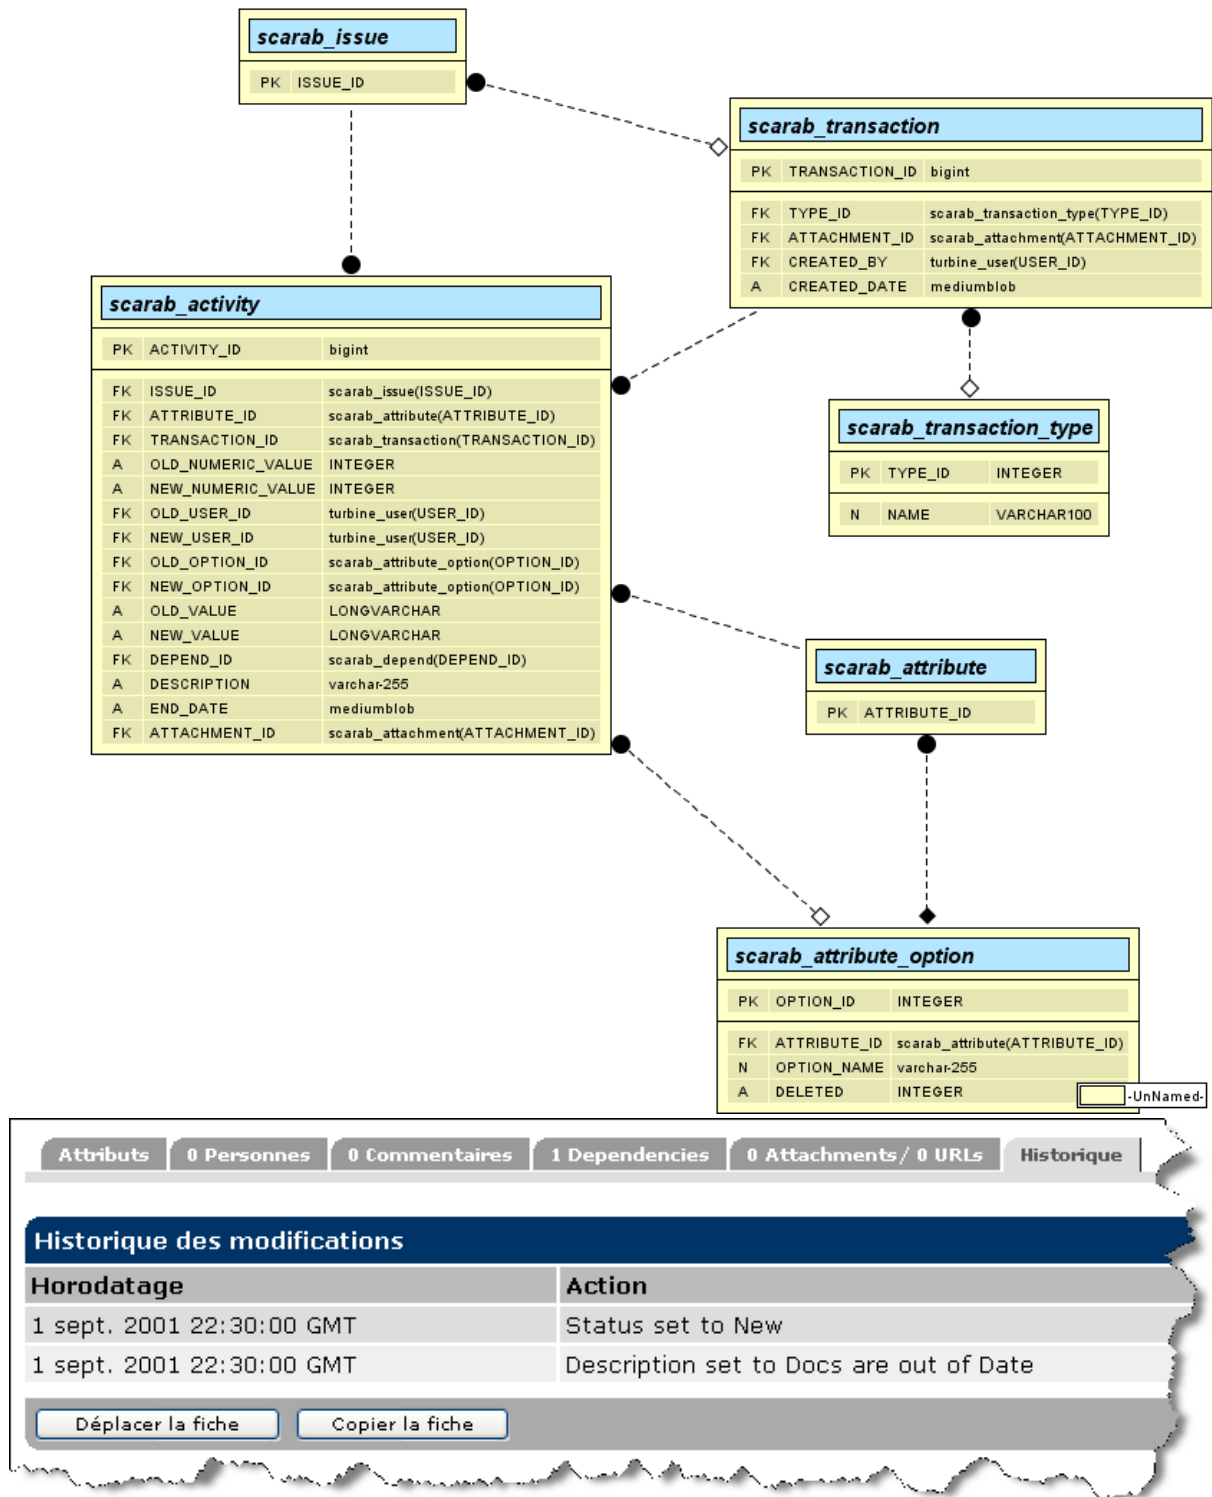 scarab_issue
PK ISSUE_ID
scarab_transaction
PK TRANSACTION_ID bigint
FK TYPE_ID scarab_transaction_type(TYPE_ID)
FK ATTACHMENT_ID scarab_attachment(ATTACHMENT_ID)
FK CREATED_BY turbine_user(USER_ID)
A CREATED_DATE mediumblob
scarab_activity
PK ACTIVITY_ID bigint
FK ISSUE_ID scarab_issue(ISSUE_ID)
FK ATTRIBUTE_ID scarab_attribute(ATTRIBUTE_ID)
FK TRANSACTION_ID scarab_transaction(TRANSACTION_ID)
A OLD_NUMERIC_VALUE INTEGER
A NEW_NUMERIC_VALUE INTEGER
FK OLD_USER_ID turbine_user(USER_ID)
FK NEW_USER_ID turbine_user(USER_ID)
FK OLD_OPTION_ID scarab_attribute_option(OPTION_ID)
FK NEW_OPTION_ID scarab_attribute_option(OPTION_ID)
A OLD_VALUE LONGVARCHAR
A NEW_VALUE LONGVARCHAR
FK DEPEND_ID scarab_depend(DEPEND_ID)
A DESCRIPTION varchar-255
A END_DATE mediumblob
FK ATTACHMENT_ID scarab_attachment(ATTACHMENT_ID)
scarab_transaction_type
PK TYPE_ID INTEGER
N NAME VARCHAR100
scarab_attribute
PK ATTRIBUTE_ID
scarab_attribute_option
PK OPTION_ID INTEGER
FK ATTRIBUTE_ID scarab_attribute(ATTRIBUTE_ID)
N OPTION_NAME varchar-255
A DELETED INTEGER
-UnNamed-
Attributs 0 Personnes 0 Commentaires 1 Dependencies 0 Attachments / 0 URLs Historique
Historique des modifications
Horodatage Action
1 sept. 2001 22:30:00 GMT Status set to New
1 sept. 2001 22:30:00 GMT Description set to Docs are out of Date
Déplacer la fiche Copier la fiche